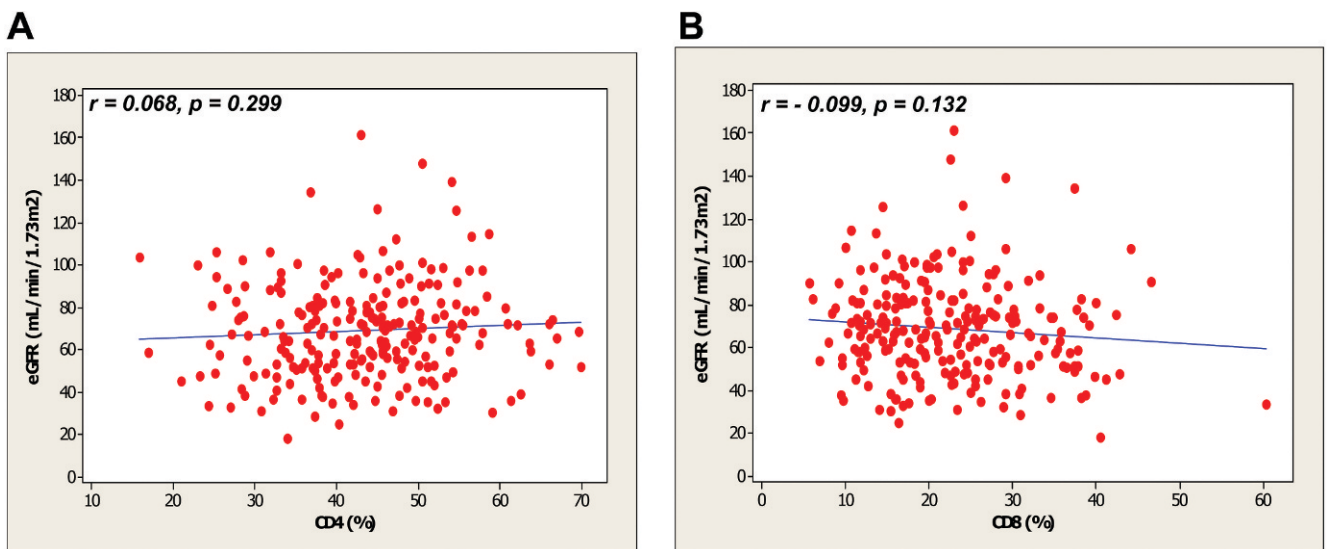 A
r = 0.068, p = 0.299
180
160
140
120
100
80
60
40
20
0
eGFR (mL/min/1.73m2)
10 20 30 40 50 60 70
CD4 (%)
B
r = - 0.099, p = 0.132
180
160
140
120
100
80
60
40
20
0
eGFR (mL/min/1.73m2)
0 10 20 30 40 50 60
CD8 (%)